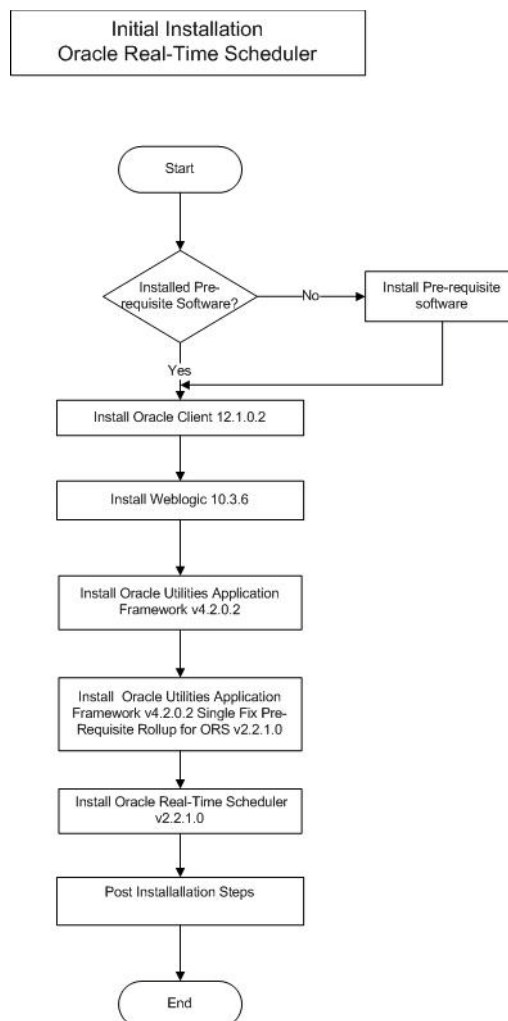 Initial Installation
Oracle Real-Time Scheduler
Start
Installed Pre-
requisite Software?
No
Install Pre-requisite
software
Yes
Install Oracle Client 12.1.0.2
Install Weblogic 10.3.6
Install Oracle Utilities Application
Framework v4.2.0.2
Install Oracle Utilities Application
Framework v4.2.0.2 Single Fix Pre-
Requisite Rollup for ORS v2.2.1.0
Install Oracle Real-Time Scheduler
v2.2.1.0
Post Installallation Steps
End